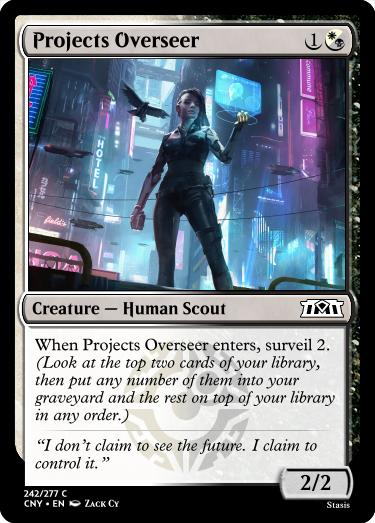 Projects Overseer 1
HOTEL
commune
field's
Creature — Human Scout
When Projects Overseer enters, surveil 2.
(Look at the top two cards of your library,
then put any number of them into your
graveyard and the rest on top of your library
in any order.)
“I don’t claim to see the future. I claim to
control it.”
2/2
242/277 C
CNY • EN Zack Cy
Stasis